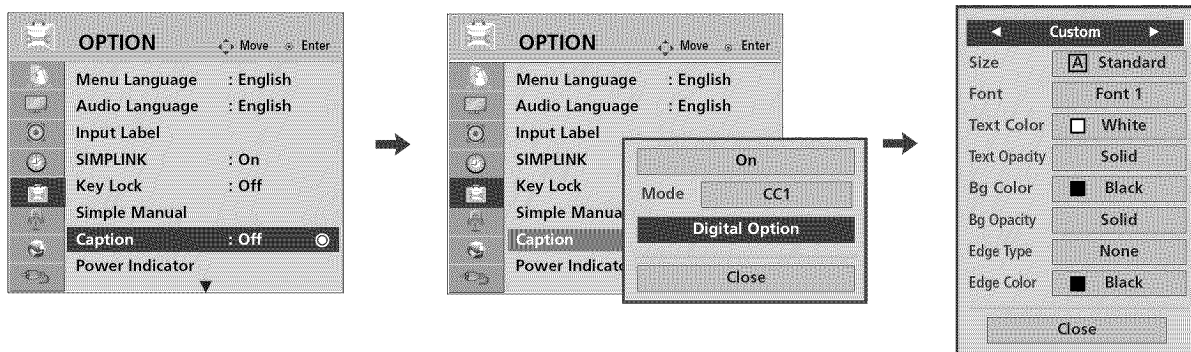 OPTION
Move Enter
Menu Language : English
Audio Language : English
Input Label
SIMPLINK : On
Key Lock : Off
Simple Manual
Caption : Off
Power Indicator
OPTION
Move Enter
Menu Language : English
Audio Language : English
Input Label
SIMPLINK
Key Lock
Simple Manua
Caption
Power Indicat
On
Mode CC1
Digital Option
Close
Custom
Size A Standard
Font Font 1
Text Color White
Text Opacity Solid
Bg Color Black
Bg Opacity Solid
Edge Type None
Edge Color Black
Close